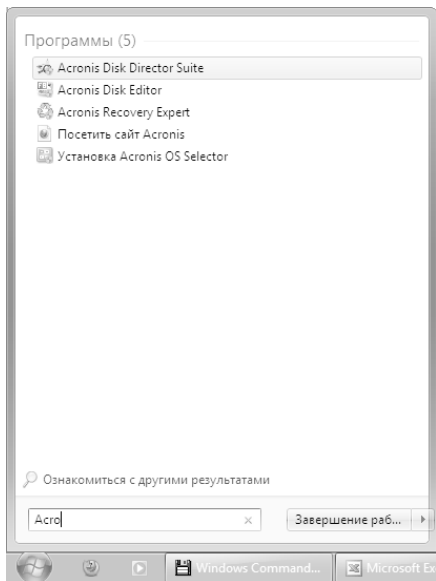 Программы (5)
Acronis Disk Director Suite
Acronis Disk Editor
Acronis Recovery Expert
Посетить сайт Acronis
Установка Acronis OS Selector
Ознакомиться с другими результатами
Acro
Завершение раб...
Windows Command...
Microsoft Ex